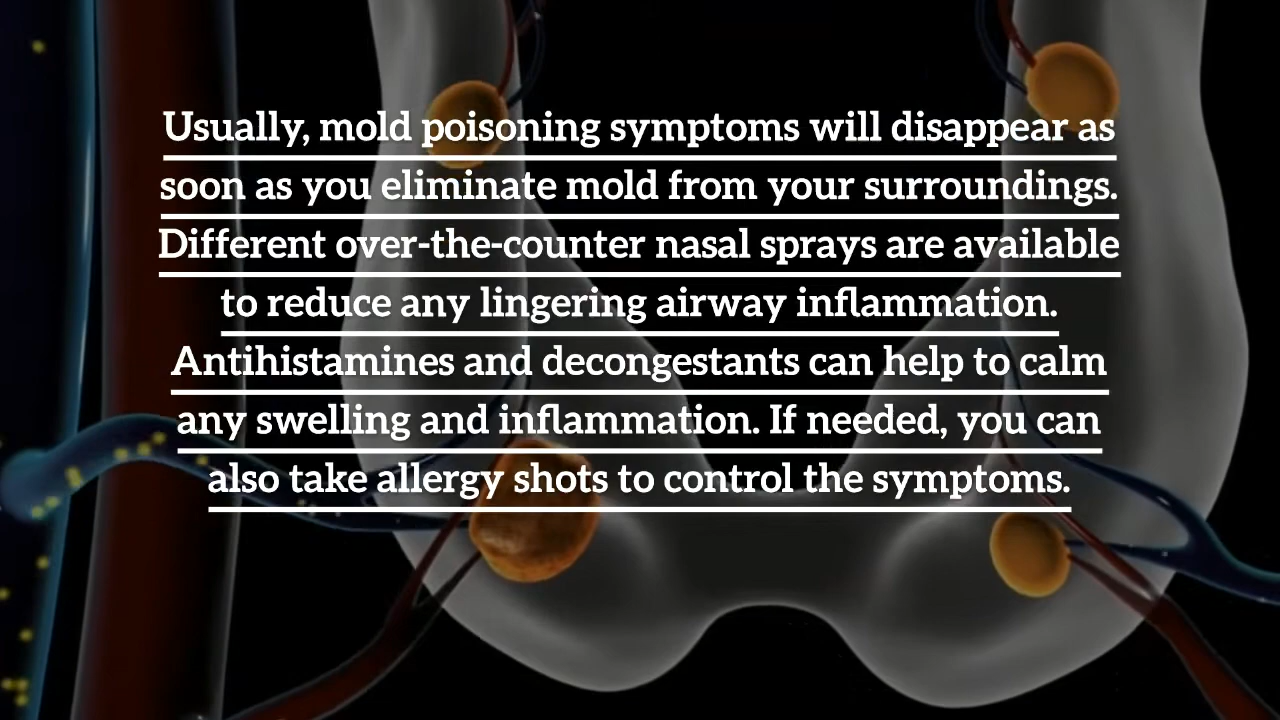 Usually, mold poisoning symptoms will disappear as
soon as you eliminate mold from your surroundings.
Different over-the-counter nasal sprays are available
to reduce any lingering airway inflammation.
Antihistamines and decongestants can help to calm
any swelling and inflammation. If needed, you can
also take allergy shots to control the symptoms.